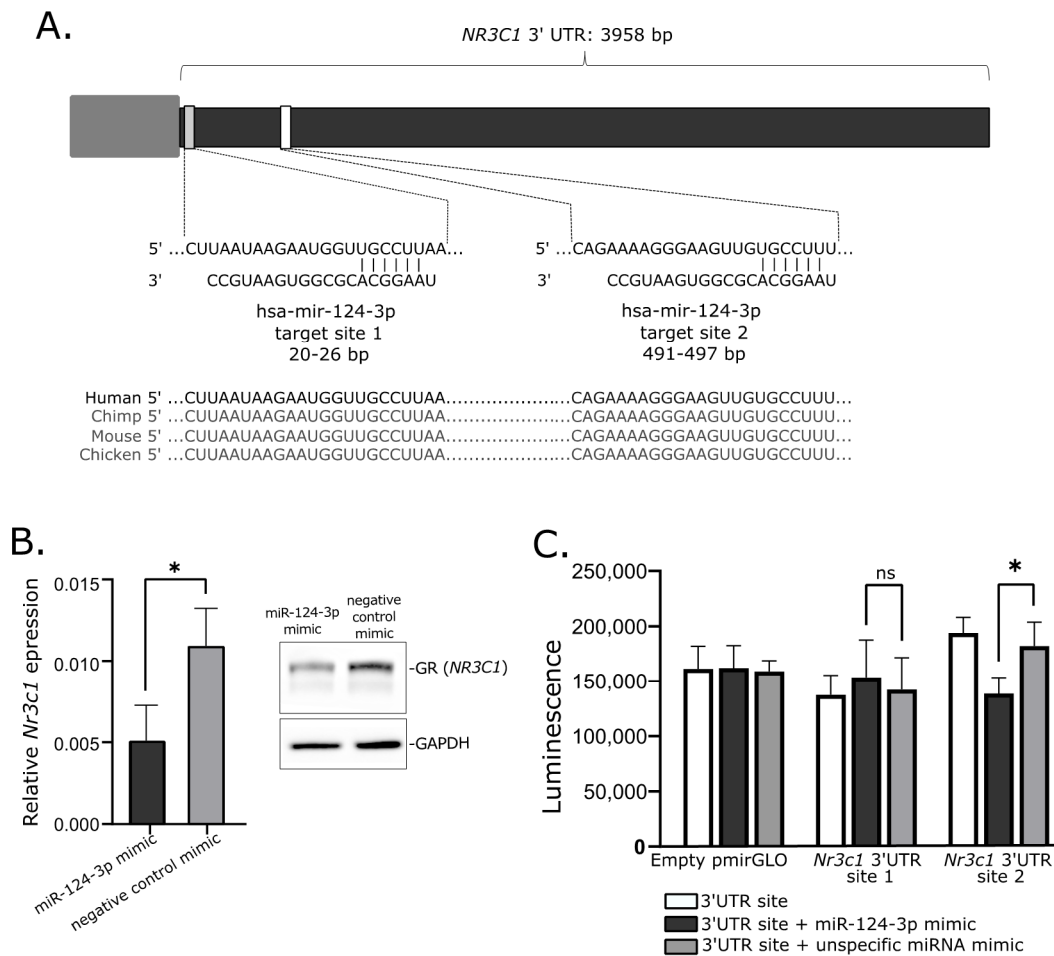 A.
NR3C1 3' UTR: 3958 bp
5' ...CUUAAUAAGAAUGGUUGCCUUAA...
3' CCGUAAGUGGCGCACGGAAU
hsa-mir-124-3p
target site 1
20-26 bp
5' ...CAGAAAAGGGAAGUUGUGCCUUU...
3' CCGUAAGUGGCGCACGGAAU
hsa-mir-124-3p
target site 2
491-497 bp
Human 5' ...CUUAAUAAGAAUGGUUGCCUUAA........................CAGAAAAGGGAAGUUGUGCCUUU...
Chimp 5' ...CUUAAUAAGAAUGGUUGCCUUAA........................CAGAAAAGGGAAGUUGUGCCUUU...
Mouse 5' ...CUUAAUAAGAAUGGUUGCCUUAA........................CAGAAAAGGGAAGUUGUGCCUUU...
Chicken 5' ...CUUAAUAAGAAUGGUUGCCUUAA........................CAGAAAAGGGAAGUUGUGCCUUU...
B.
Relative Nr3c1 epression
0.015
0.010
0.005
0.000
*
miR-124-3p mimic
negative control mimic
miR-124-3p
mimic
negative
control
mimic
-GR (NR3C1)
-GAPDH
C.
Luminescence
250,000
200,000
150,000
100,000
50,000
0
ns
*
Empty pmirGLO
Nr3c1 3'UTR
site 1
Nr3c1 3'UTR
site 2
3'UTR site
3'UTR site + miR-124-3p mimic
3'UTR site + unspecific miRNA mimic